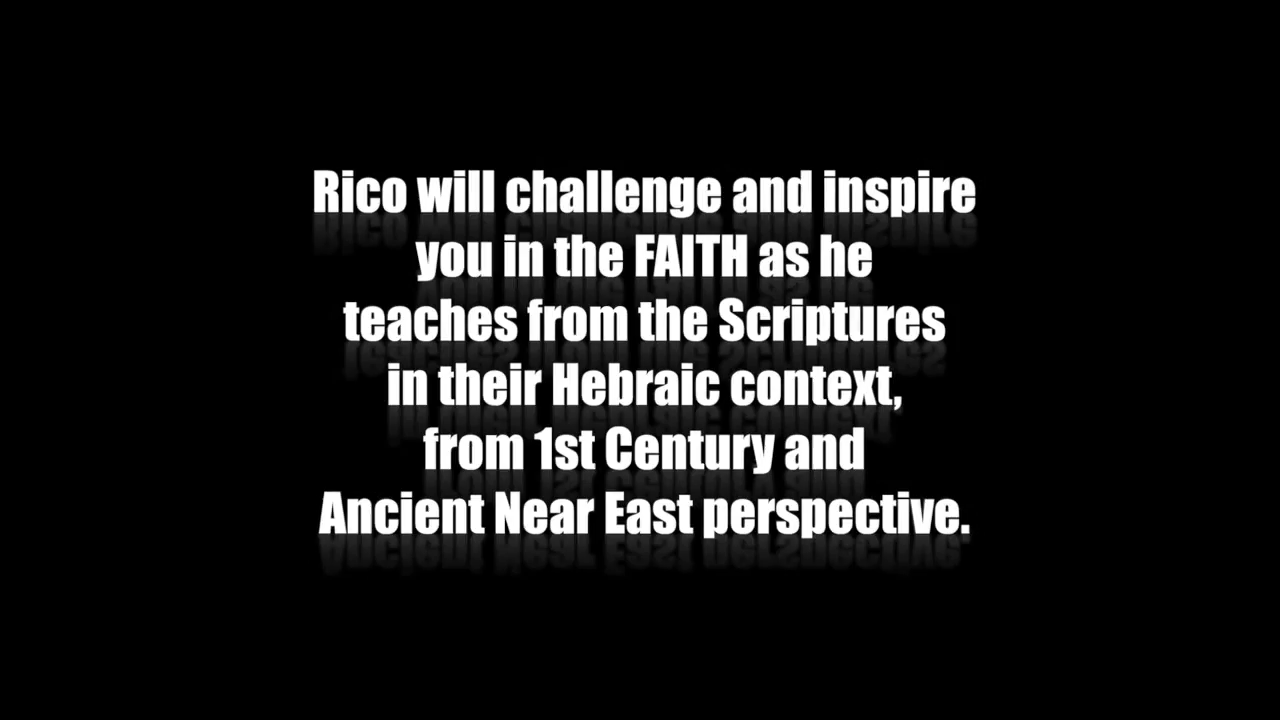 Rico will challenge and inspire
you in the FAITH as he
teaches from the Scriptures
in their Hebraic context,
from 1st Century and
Ancient Near East perspective.